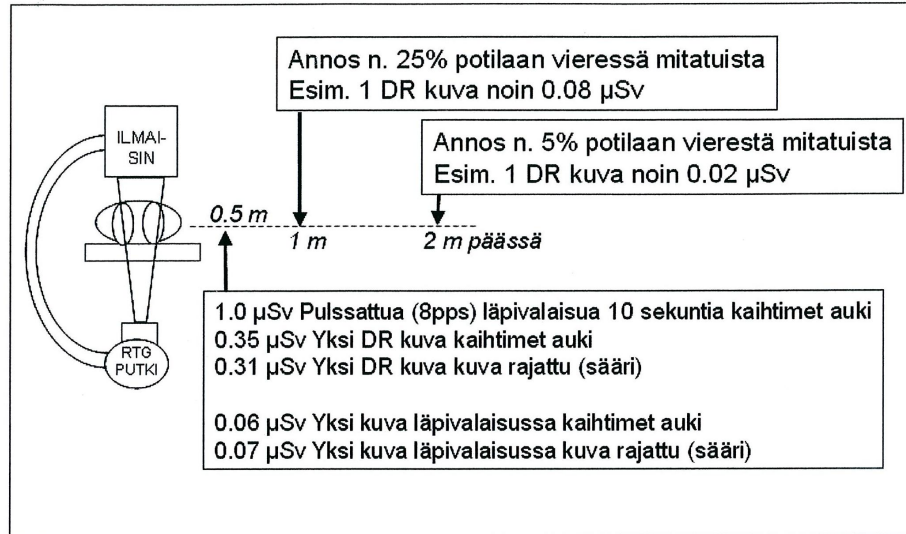 Annos n. 25% potilaan vieressä mitatuista
Esim. 1 DR kuva noin 0.08 µSv
ILMAI-
SIN
Annos n. 5% potilaan vierestä mitatuista
Esim. 1 DR kuva noin 0.02 µSv
0.5 m
1 m
2 m päässä
1.0 µSv Pulssattua (8pps) läpivalaisua 10 sekuntia kaihtimet auki
0.35 µSv Yksi DR kuva kaihtimet auki
0.31 µSv Yksi DR kuva kuva rajattu (sääri)
0.06 µSv Yksi kuva läpivalaisussa kaihtimet auki
0.07 µSv Yksi kuva läpivalaisussa kuva rajattu (sääri)
RTG
PUTKI